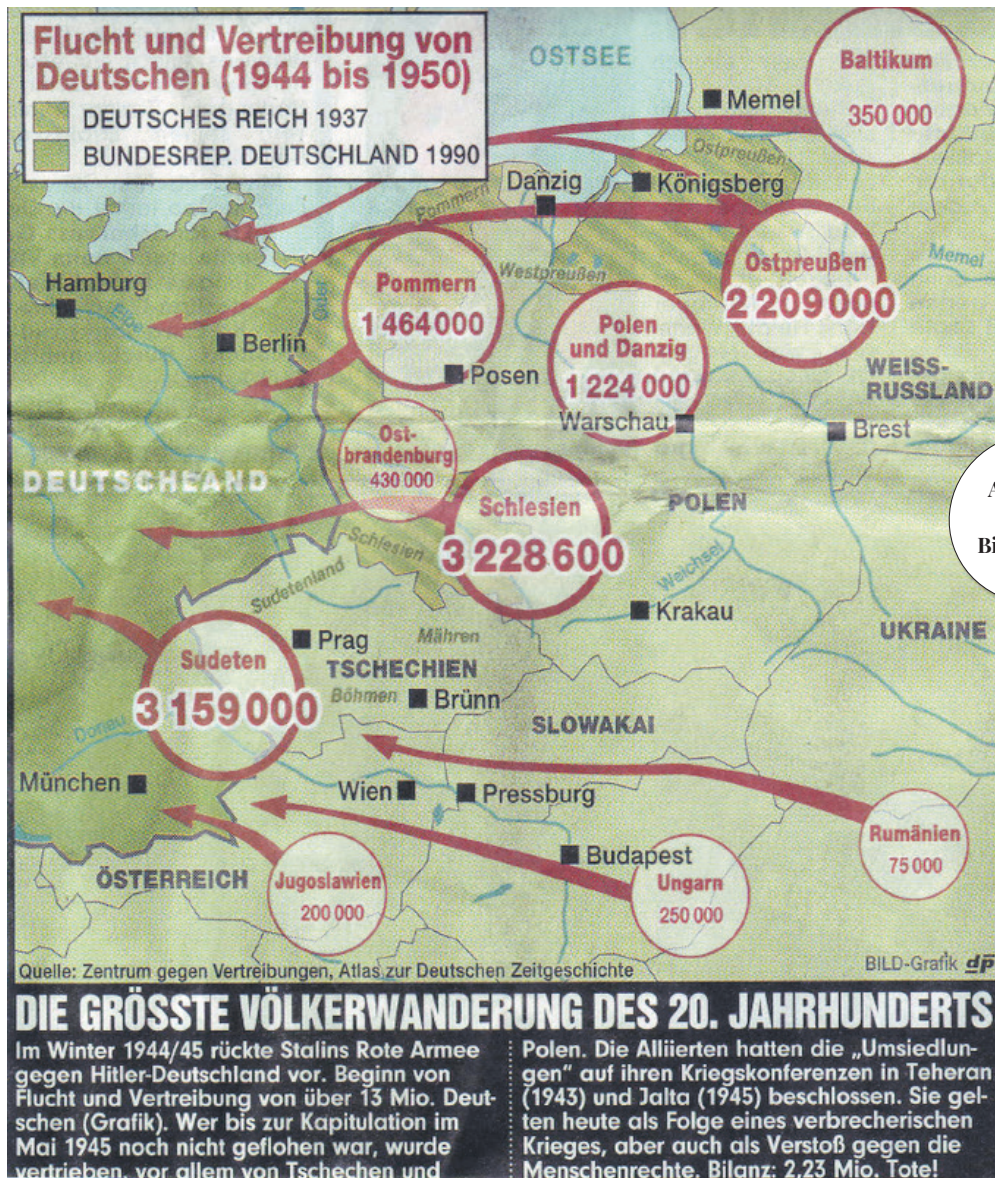 Flucht und Vertreibung von
Deutschen (1944 bis 1950)
DEUTSCHES REICH 1937
BUNDESREP. DEUTSCHLAND 1990
OSTSEE
Baltikum
350 000
Memel
Ostpreußen
Königsberg
Danzig
Pommern
Westpreußen
Memel
Ostpreußen
2 209 000
Hamburg
Elbe
Oder
Berlin
Pommern
1 464 000
Posen
Polen
und Danzig
1 224 000
Warschau
WEISS-
RUSSLAND
Brest
Ost-
brandenburg
430 000
DEUTSCHLAND
Schlesien
3 228 600
POLEN
Schlesien
Weichsel
Sudetenland
Krakau
UKRAINE
Prag
Mähren
TSCHECHIEN
Böhmen
Brünn
Sudeten
3 159 000
Donau
SLOWAKAI
München
Wien
Pressburg
Budapest
Rumänien
75 000
ÖSTERREICH
Jugoslawien
200 000
Ungarn
250 000
Quelle: Zentrum gegen Vertreibungen, Atlas zur Deutschen Zeitgeschichte
BILD-Grafik dp
DIE GRÖSSTE VÖLKERWANDERUNG DES 20. JAHRHUNDERTS
Im Winter 1944/45 rückte Stalins Rote Armee
gegen Hitler-Deutschland vor. Beginn von
Flucht und Vertreibung von über 13 Mio. Deut-
schen (Grafik). Wer bis zur Kapitulation im
Mai 1945 noch nicht geflohen war, wurde
vertrieben, vor allem von Tschechen und
Polen. Die Alliierten hatten die „Umsiedlun-
gen“ auf ihren Kriegskonferenzen in Teheran
(1943) und Jalta (1945) beschlossen. Sie gel-
ten heute als Folge eines verbrecherischen
Krieges, aber auch als Verstoß gegen die
Menschenrechte. Bilanz: 2,23 Mio. Tote!